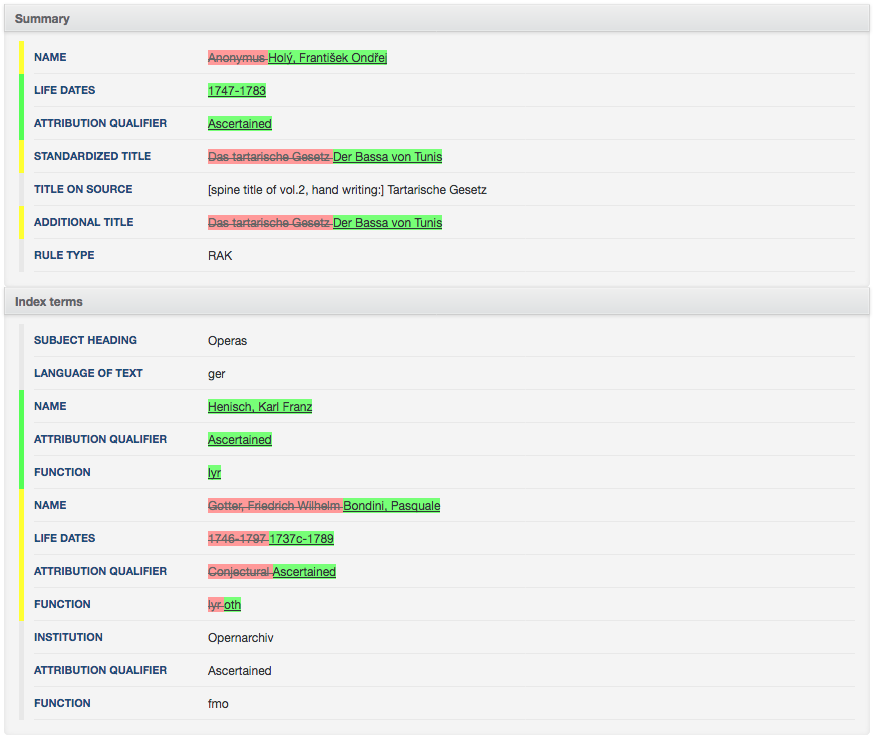 Summary
NAME Anonymus Holý, František Ondřej
LIFE DATES 1747-1783
ATTRIBUTION QUALIFIER Ascertained
STANDARDIZED TITLE Das tartarische Gesetz Der Bassa von Tunis
TITLE ON SOURCE [spine title of vol.2, hand writing:] Tartarische Gesetz
ADDITIONAL TITLE Das tartarische Gesetz Der Bassa von Tunis
RULE TYPE RAK
Index terms
SUBJECT HEADING Operas
LANGUAGE OF TEXT ger
NAME Henisch, Karl Franz
ATTRIBUTION QUALIFIER Ascertained
FUNCTION lyr
NAME Gotter, Friedrich Wilhelm Bondini, Pasquale
LIFE DATES 1746-1797 1737c-1789
ATTRIBUTION QUALIFIER Conjectural Ascertained
FUNCTION lyr oth
INSTITUTION Opernarchiv
ATTRIBUTION QUALIFIER Ascertained
FUNCTION fmo